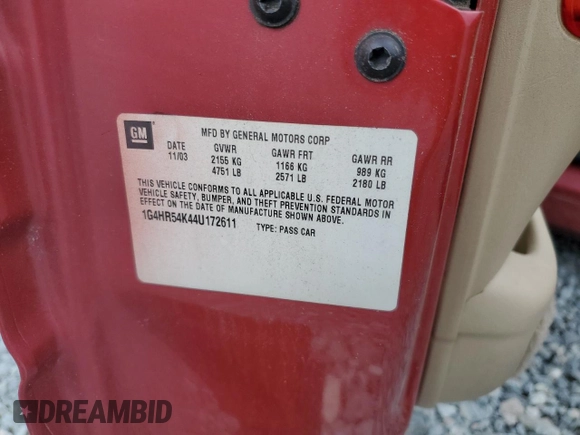 GM
MFD BY GENERAL MOTORS CORP
DATE GVWR GAWR FRT GAWR RR
11/03 2155 KG 1166 KG 989 KG
4751 LB 2571 LB 2180 LB
THIS VEHICLE CONFORMS TO ALL APPLICABLE U.S. FEDERAL MOTOR
VEHICLE SAFETY, BUMPER, AND THEFT PREVENTION STANDARDS IN
EFFECT ON THE DATE OF MANUFACTURE SHOWN ABOVE.
1G4HR54K44U172611 TYPE: PASS CAR
DREAMBID